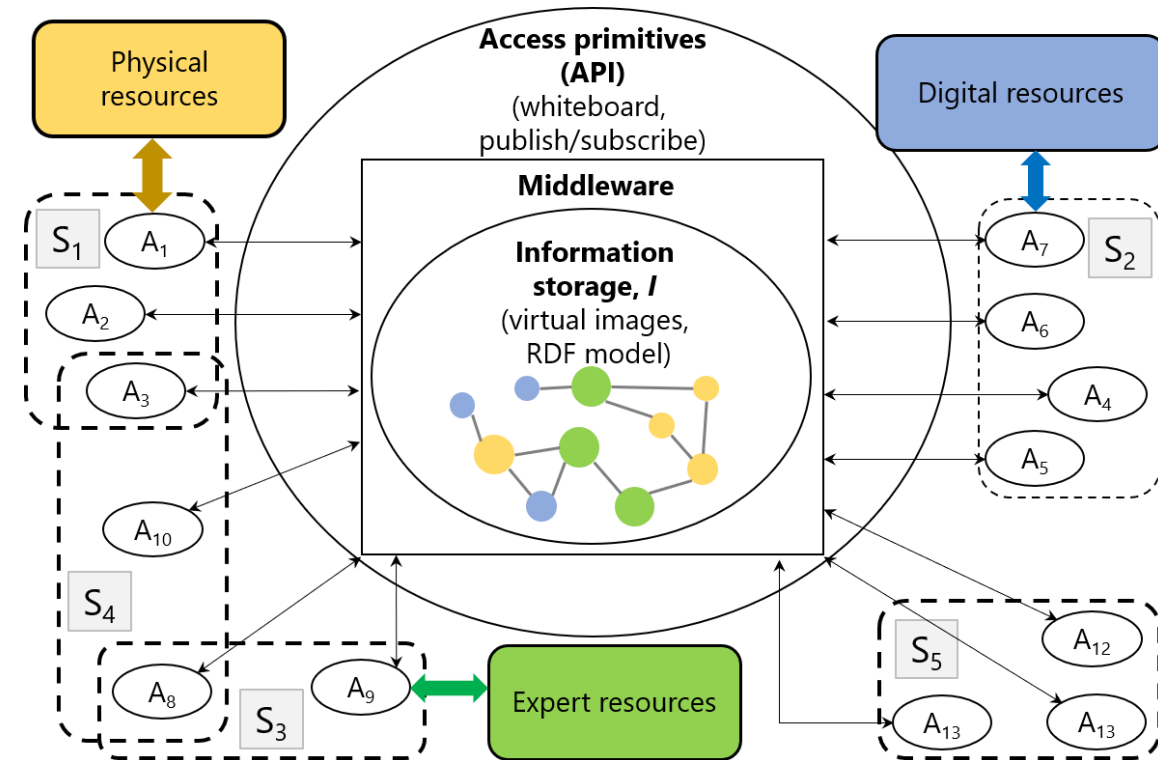 Physical
resources
Access primitives
(API)
(whiteboard,
publish/subscribe)
Digital resources
Middleware
Information
storage, I
(virtual images,
RDF model)
S1
A1
A2
A3
A10
S4
A8
S3
A9
Expert resources
A7
S2
A6
A4
A5
S5
A12
A13
A13